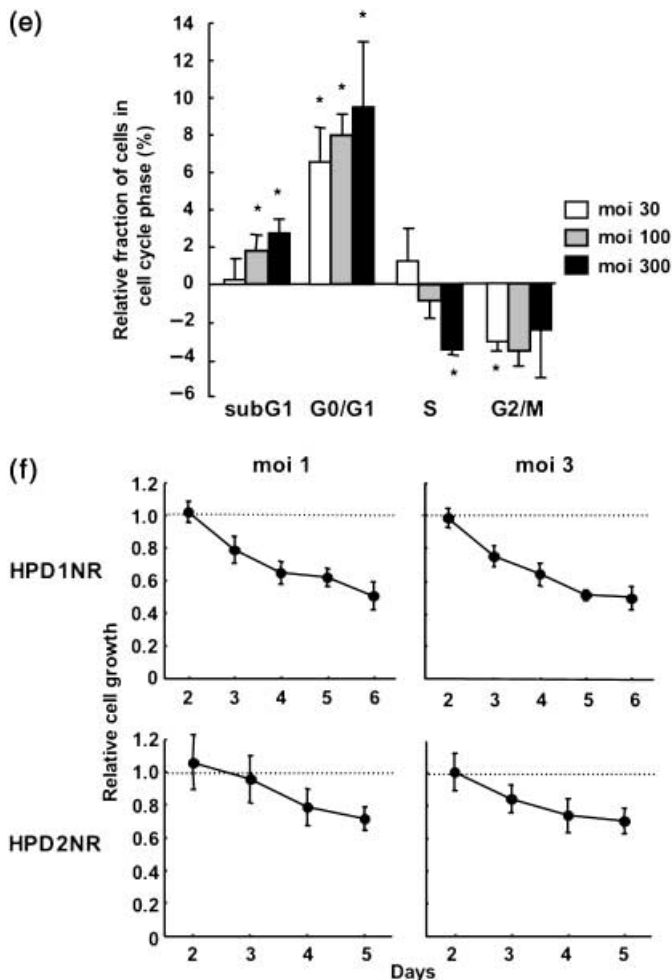 (e)
Relative fraction of cells in
cell cycle phase (%)
14
12
10
8
6
4
2
0
−2
−4
−6
*
*
*
*
*
*
*
moi 30
moi 100
moi 300
subG1 G0/G1 S G2/M
(f)
moi 1 moi 3
HPD1NR
HPD2NR
Relative cell growth
1.2
1.0
0.8
0.6
0.4
0.2
0
2 3 4 5 6
2 3 4 5 6
1.2
1.0
0.8
0.6
0.4
0.2
0
2 3 4 5
2 3 4 5
Days